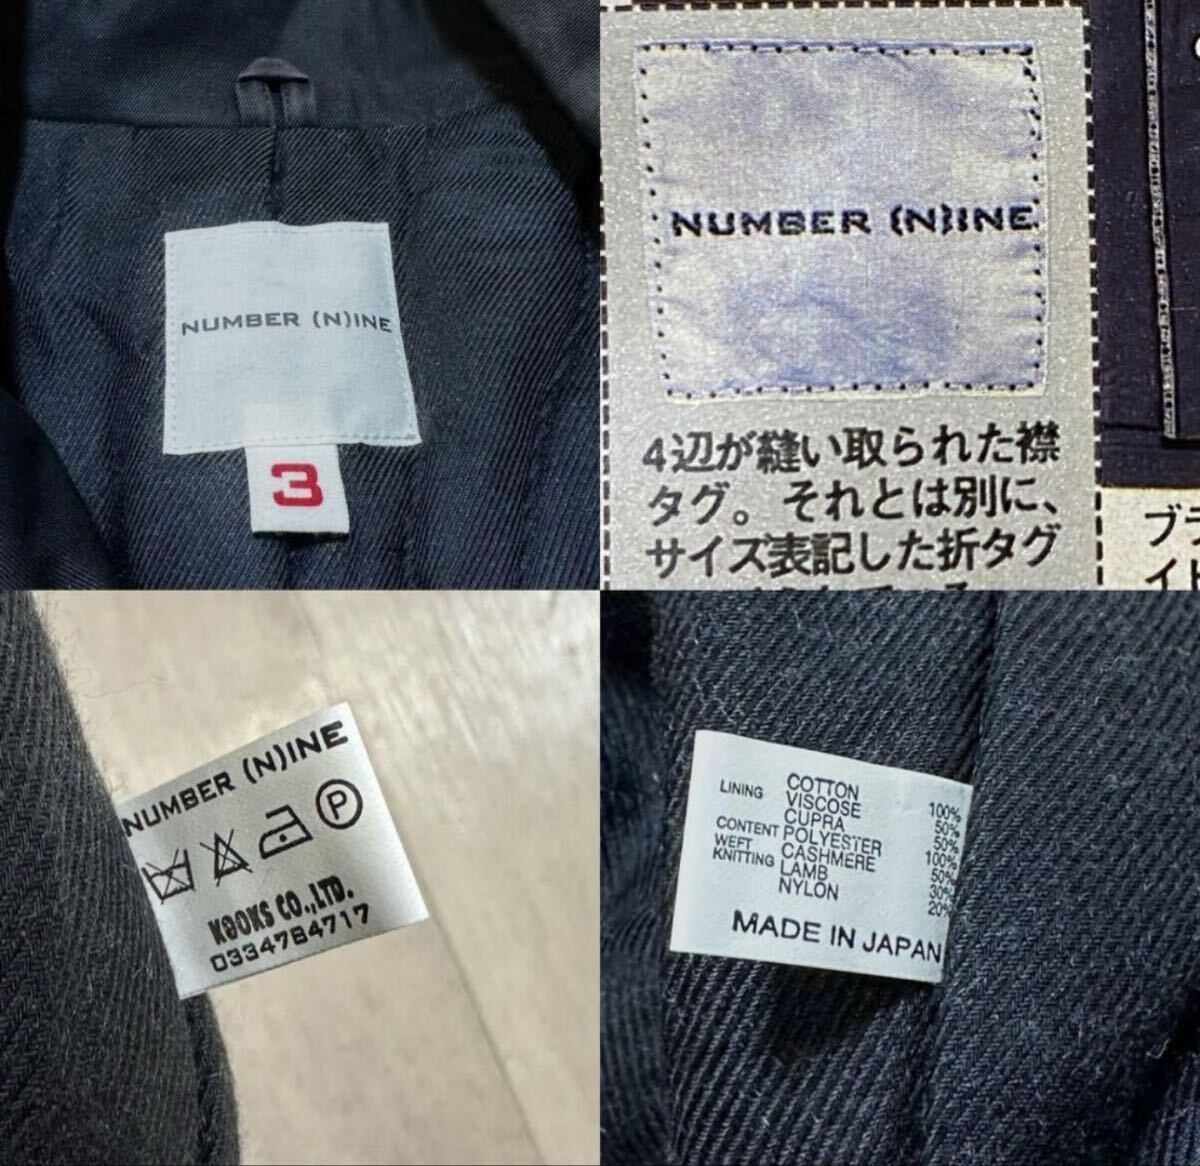 NUMBER (N)INE
3
NUMBER (N)INE
4辺が縫い取られた襟
タグ。それとは別に、
サイズ表記した折タグ
ブラ
NUMBER (N)INE
P
KOOKS CO.,LTD.
0334784717
LINING COTTON 100%
VISCOSE 50%
CUPRA 50%
CONTENT POLYESTER 100%
WEFT KNITTING CASHMERE 50%
LAMB 30%
NYLON 20%
MADE IN JAPAN